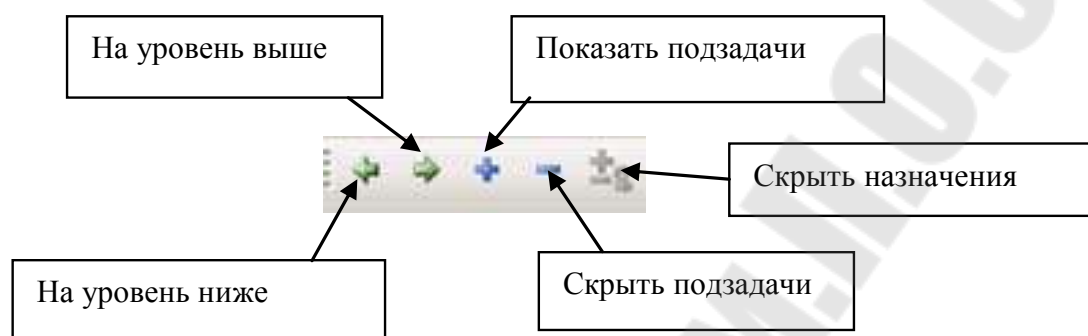 На уровень выше
Показать подзадачи
Скрыть назначения
На уровень ниже
Скрыть подзадачи